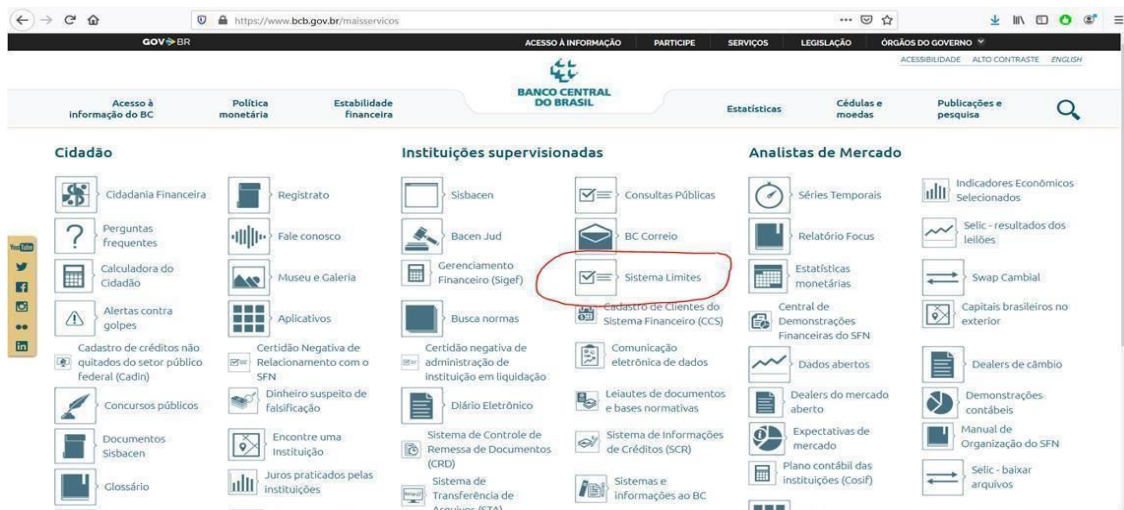 https://www.bcb.gov.br/maisservicos
GOV BR
ACESSO À INFORMAÇÃO PARTICIPE SERVIÇOS LEGISLAÇÃO ÓRGÃOS DO GOVERNO
ACESSIBILIDADE ALTO CONTRASTE ENGLISH
BANCO CENTRAL
DO BRASIL
Acesso à
informação do BC
Política
monetária
Estabilidade
financeira
Estatísticas
Cédulas e
moedas
Publicações e
pesquisa
Cidadão
Cidadania Financeira
Registrato
Perguntas
frequentes
Fale conosco
Calculadora do
Cidadão
Museu e Galeria
Alertas contra
golpes
Aplicativos
Cadastro de créditos não
quitados do setor público
federal (Cadin)
Certidão Negativa de
Relacionamento com o
SFN
Concursos públicos
Dinheiro suspeito de
falsificação
Documentos
Sisbacen
Encontre uma
Instituição
Glossário
Juros praticados pelas
instituições
Instituições supervisionadas
Sisbacen
Consultas Públicas
Bacen Jud
BC Correio
Gerenciamento
Financeiro (Sigef)
Sistema Limites
Busca normas
Cadastro de Clientes do
Sistema Financeiro (CCS)
Certidão negativa de
administração de
instituição em liquidação
Comunicação
eletrônica de dados
Diário Eletrônico
Leiautes de documentos
e bases normativas
Sistema de Controle de
Remessa de Documentos
(CRD)
Sistema de Informações
de Créditos (SCR)
Sistema de
Transferência de
Arquivos (STA)
Sistemas e
informações ao BC
Analistas de Mercado
Séries Temporais
Indicadores Econômicos
Selecionados
Relatório Focus
Selic - resultados dos
leilões
Estatísticas
monetárias
Swap Cambial
Central de
Demonstrações
Financeiras do SFN
Capitais brasileiros no
exterior
Dados abertos
Dealers de câmbio
Dealers do mercado
aberto
Demonstrações
contábeis
Expectativas de
mercado
Manual de
Organização do SFN
Plano contábil das
instituições (Cosif)
Selic - baixar
arquivos
You Tube